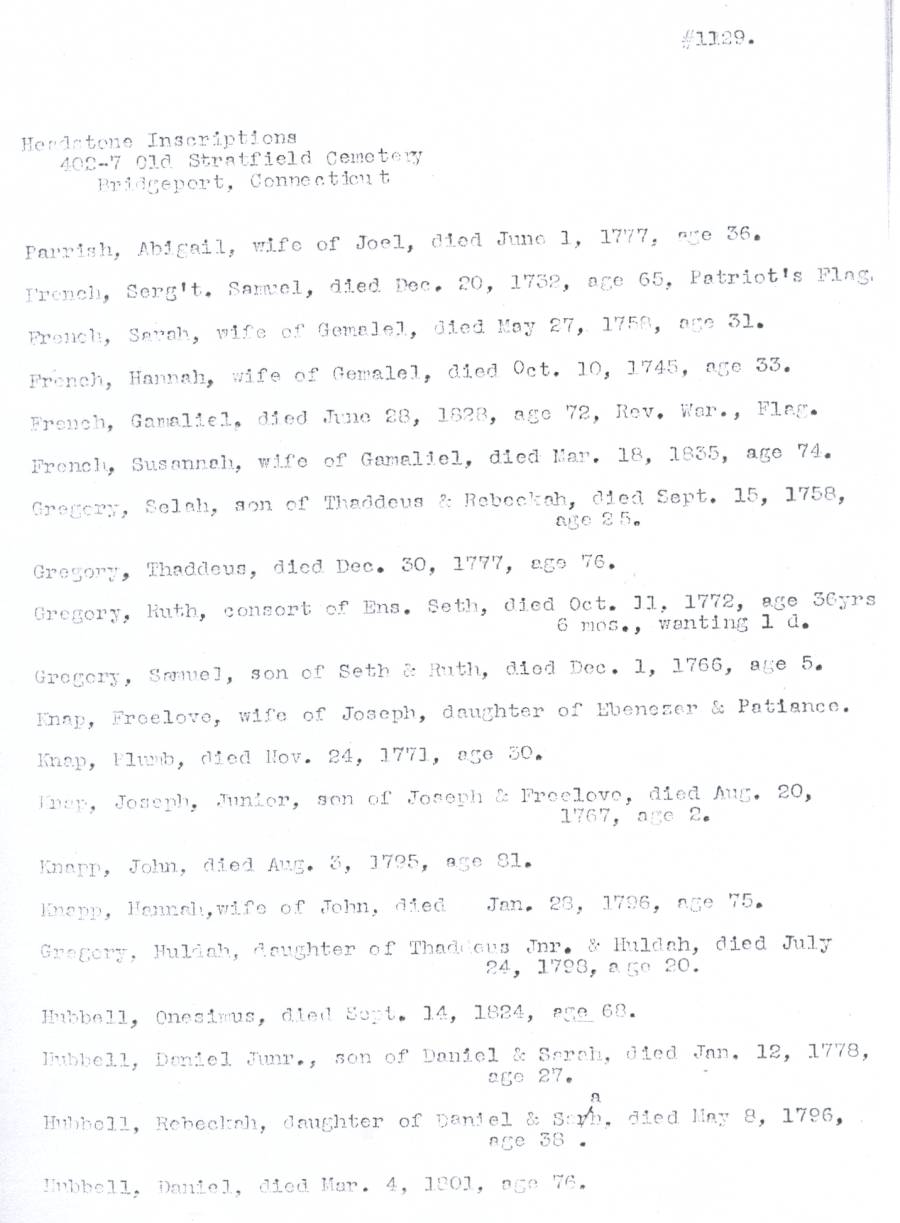 #1129.
Headstone Inscriptions
402-7 Old Stratfield Cemetery
Bridgeport, Connecticut
Parrish, Abigail, wife of Joel, died June 1, 1777, age 36.
French, Serg't. Samuel, died Dec. 20, 1732, age 65, Patriot's Flag.
French, Sarah, wife of Gemalel, died May 27, 1758, age 31.
French, Hannah, wife of Gemalel, died Oct. 10, 1745, age 33.
French, Gamaliel, died June 28, 1828, age 72, Rev. War., Flag.
French, Susannah, wife of Gamaliel, died Mar. 18, 1835, age 74.
Gregory, Selah, son of Thaddeus & Rebeckah, died Sept. 15, 1758,
age 25.
Gregory, Thaddeus, died Dec. 30, 1777, age 76.
Gregory, Ruth, consort of Ens. Seth, died Oct. 11, 1772, age 36yrs
6 mos., wanting 1 d.
Gregory, Samuel, son of Seth & Ruth, died Dec. 1, 1766, age 5.
Knap, Freelove, wife of Joseph, daughter of Ebenezer & Patiance.
Knap, Plumb, died Nov. 24, 1771, age 30.
Knap, Joseph, Junior, son of Joseph & Freelove, died Aug. 20,
1767, age 2.
Knapp, John, died Aug. 3, 1795, age 81.
Knapp, Hannah,wife of John, died Jan. 28, 1796, age 75.
Gregory, Huldah, daughter of Thaddeus Jnr. & Huldah, died July
24, 1798, age 20.
Hubbell, Onesimus, died Sept. 14, 1824, age 68.
Hubbell, Daniel Junr., son of Daniel & Sarah, died Jan. 12, 1778,
age 27.
Hubbell, Rebeckah, daughter of Daniel & Sarah, died May 8, 1796,
age 38 .
Hubbell, Daniel, died Mar. 4, 1801, age 76.